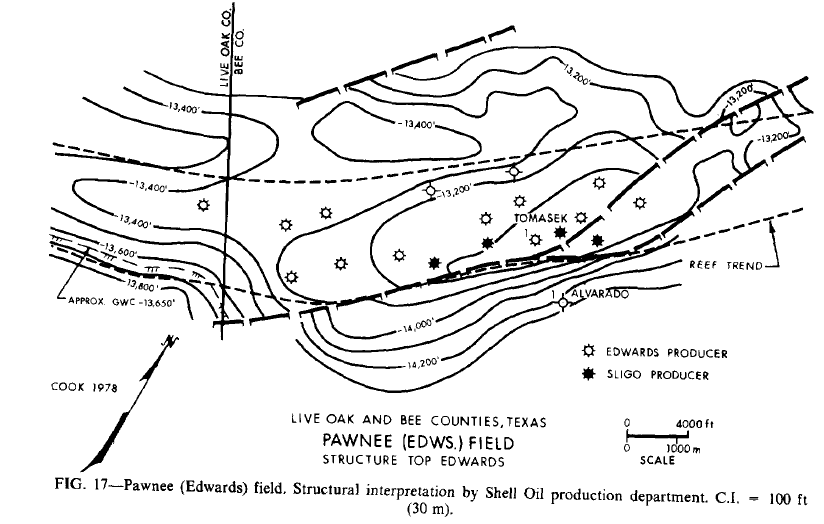 LIVE OAK CO.
BEE CO.
-13,200'
-13,400'
-13,400'
-13,200'
-13,200'
-13,400'
-13,200'
-13,400'
TOMASEK
1
-13,600'
REEF TREND
-13,800'
APPROX. GWC -13,650'
1 ALVARADO
-14,000'
N
EDWARDS PRODUCER
-14,200'
SLIGO PRODUCER
COOK 1978
LIVE OAK AND BEE COUNTIES, TEXAS
PAWNEE (EDWS.) FIELD
STRUCTURE TOP EDWARDS
0 4000 ft
0 1000 m
SCALE
FIG. 17—Pawnee (Edwards) field. Structural interpretation by Shell Oil production department. C.I. = 100 ft
(30 m).